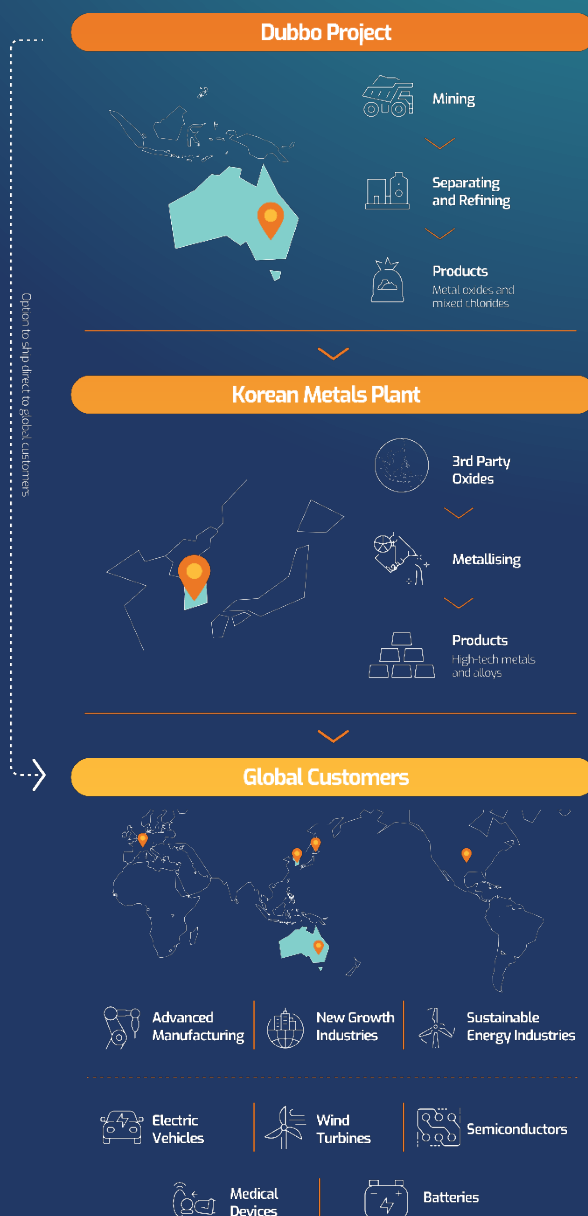 Dubbo Project
Mining
Separating
and Refining
Products
Metal oxides and
mixed chlorides
Option to ship direct to global customers
Korean Metals Plant
3rd Party
Oxides
Metallising
Products
High-tech metals
and alloys
Global Customers
Advanced
Manufacturing
New Growth
Industries
Sustainable
Energy Industries
Electric
Vehicles
Wind
Turbines
Semiconductors
Medical
Devices
Batteries